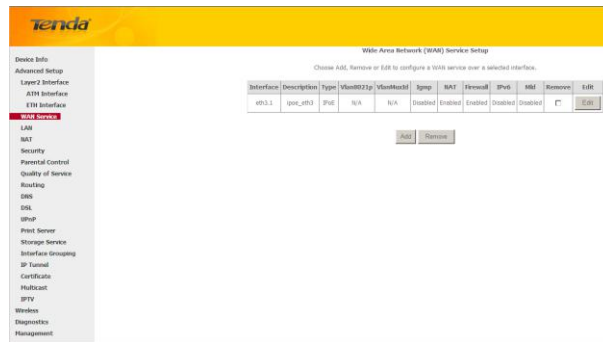 Tenda
Wide Area Network (WAN) Service Setup
Choose Add, Remove or Edit to configure a WAN service over a selected interface.
Interface Description Type Vlan8021p VlanMuxId Igmp NAT Firewall IPv6 Mld Remove Edit
eth3.1 ipoe_eth3 IPoE N/A N/A Disabled Enabled Enabled Disabled Disabled Edit
Add Remove
Device Info
Advanced Setup
Layer2 Interface
ATM Interface
ETH Interface
WAN Service
LAN
NAT
Security
Parental Control
Quality of Service
Routing
DNS
DSL
UPnP
Print Server
Storage Service
Interface Grouping
IP Tunnel
Certificate
Multicast
IPTV
Wireless
Diagnostics
Management